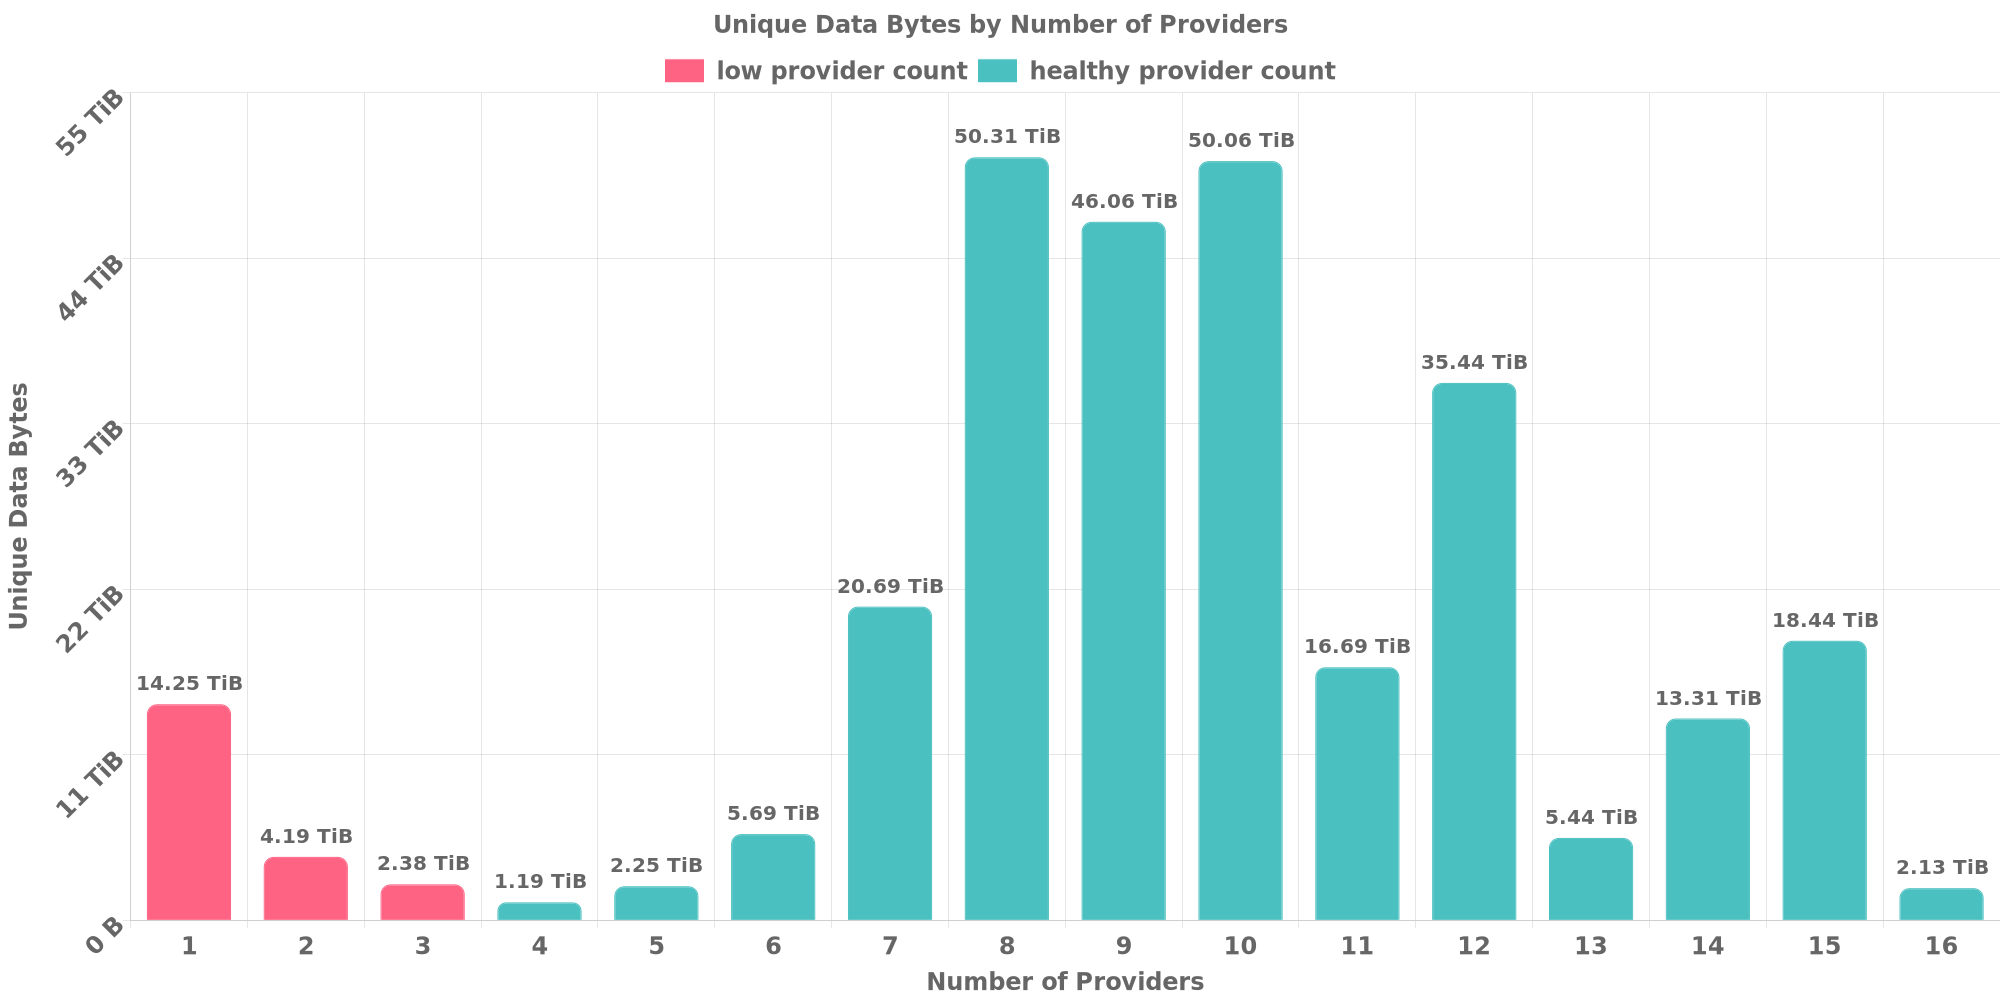 Unique Data Bytes by Number of Providers
low provider count
healthy provider count
Unique Data Bytes
55 TiB
44 TiB
33 TiB
22 TiB
11 TiB
0 B
14.25 TiB
4.19 TiB
2.38 TiB
1.19 TiB
2.25 TiB
5.69 TiB
20.69 TiB
50.31 TiB
46.06 TiB
50.06 TiB
16.69 TiB
35.44 TiB
5.44 TiB
13.31 TiB
18.44 TiB
2.13 TiB
1 2 3 4 5 6 7 8 9 10 11 12 13 14 15 16
Number of Providers